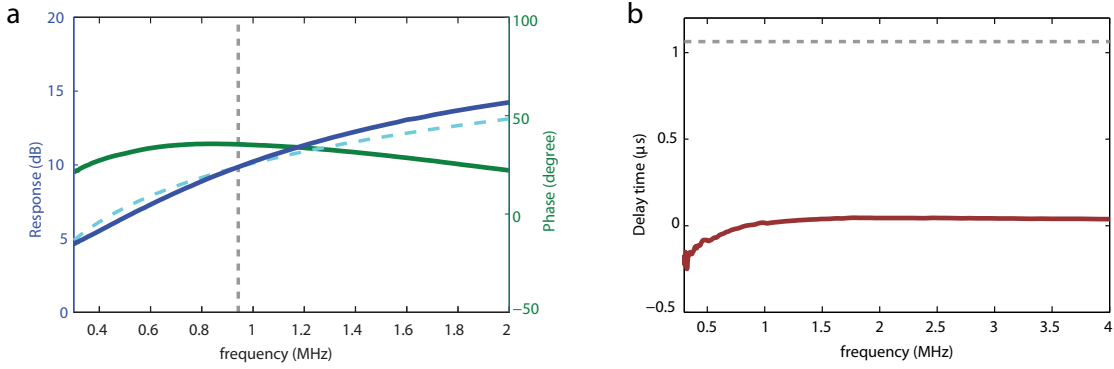 a
20
15
10
5
0
Response (dB)
100
50
0
−50
Phase (degree)
0.4 0.6 0.8 1 1.2 1.4 1.6 1.8 2
frequency (MHz)
b
1
0.5
0
−0.5
Delay time (μs)
0.5 1 1.5 2 2.5 3 3.5 4
frequency (MHz)